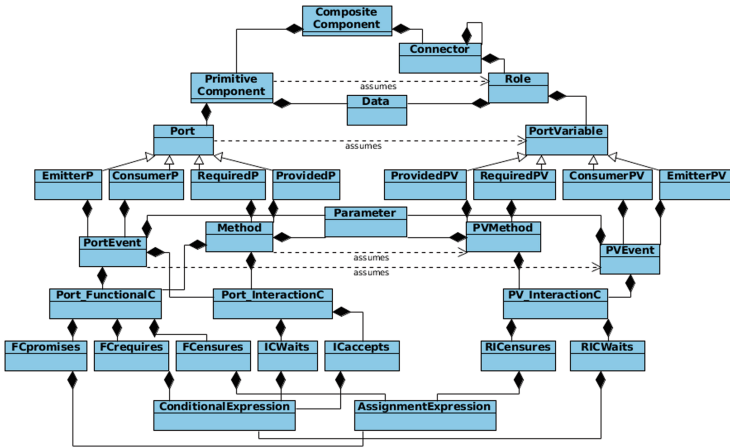 Composite
Component
Connector
Primitive
Component
assumes
Role
Data
Port
assumes
PortVariable
EmitterP
ConsumerP
RequiredP
ProvidedP
ProvidedPV
RequiredPV
ConsumerPV
EmitterPV
Parameter
Method
PVMethod
PortEvent
PVEvent
assumes
assumes
Port_FunctionalC
Port_InteractionC
PV_InteractionC
FCpromises
FCrequires
FCensures
ICWaits
ICaccepts
RICensures
RICWaits
ConditionalExpression
AssignmentExpression